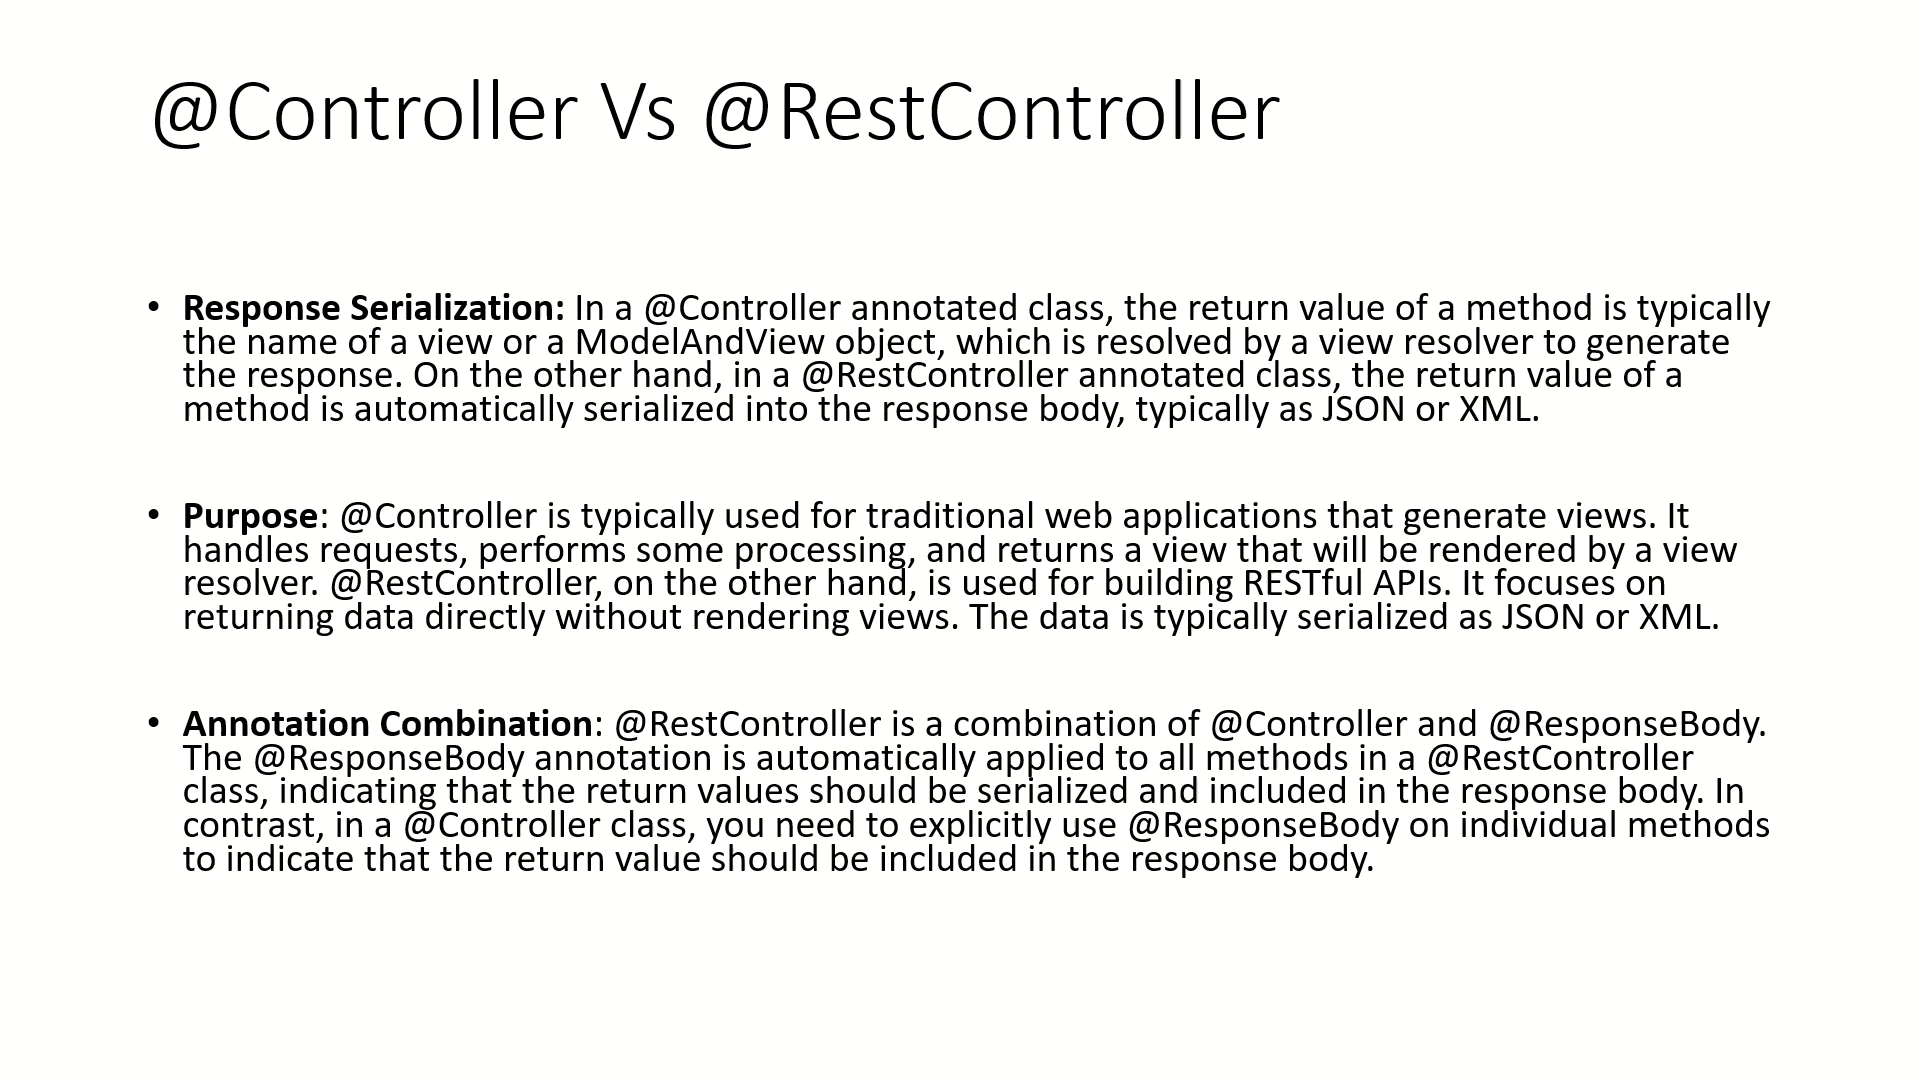 @Controller Vs @RestController
• Response Serialization: In a @Controller annotated class, the return value of a method is typically
the name of a view or a ModelAndView object, which is resolved by a view resolver to generate
the response. On the other hand, in a @RestController annotated class, the return value of a
method is automatically serialized into the response body, typically as JSON or XML.
• Purpose: @Controller is typically used for traditional web applications that generate views. It
handles requests, performs some processing, and returns a view that will be rendered by a view
resolver. @RestController, on the other hand, is used for building RESTful APIs. It focuses on
returning data directly without rendering views. The data is typically serialized as JSON or XML.
• Annotation Combination: @RestController is a combination of @Controller and @ResponseBody.
The @ResponseBody annotation is automatically applied to all methods in a @RestController
class, indicating that the return values should be serialized and included in the response body. In
contrast, in a @Controller class, you need to explicitly use @ResponseBody on individual methods
to indicate that the return value should be included in the response body.